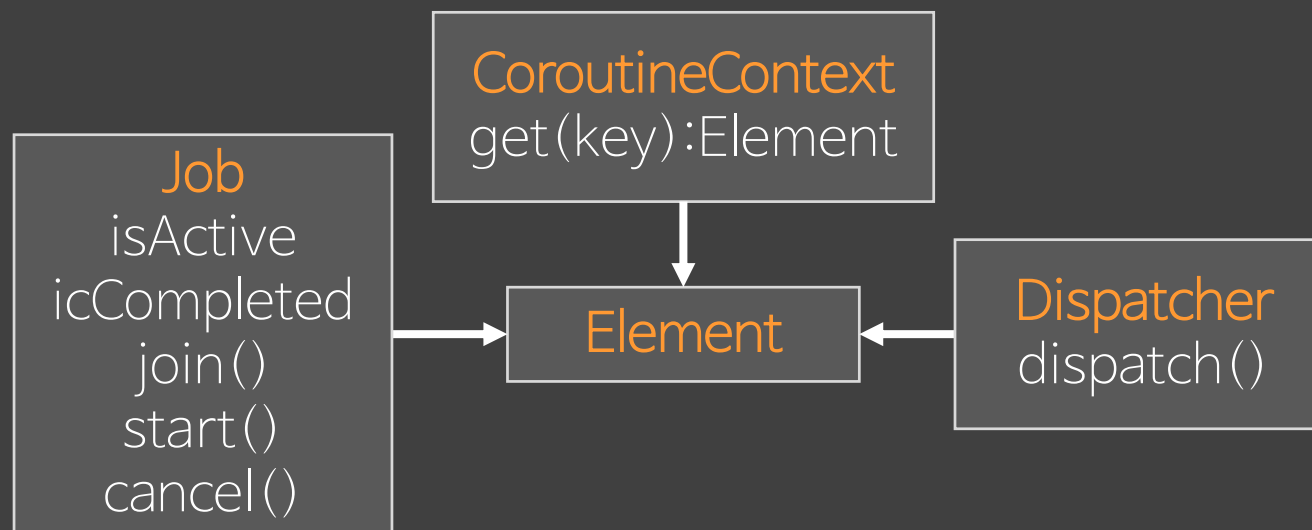 CoroutineContext
get(key):Element
Job
isActive
icCompleted
join()
start()
cancel()
Element
Dispatcher
dispatch()